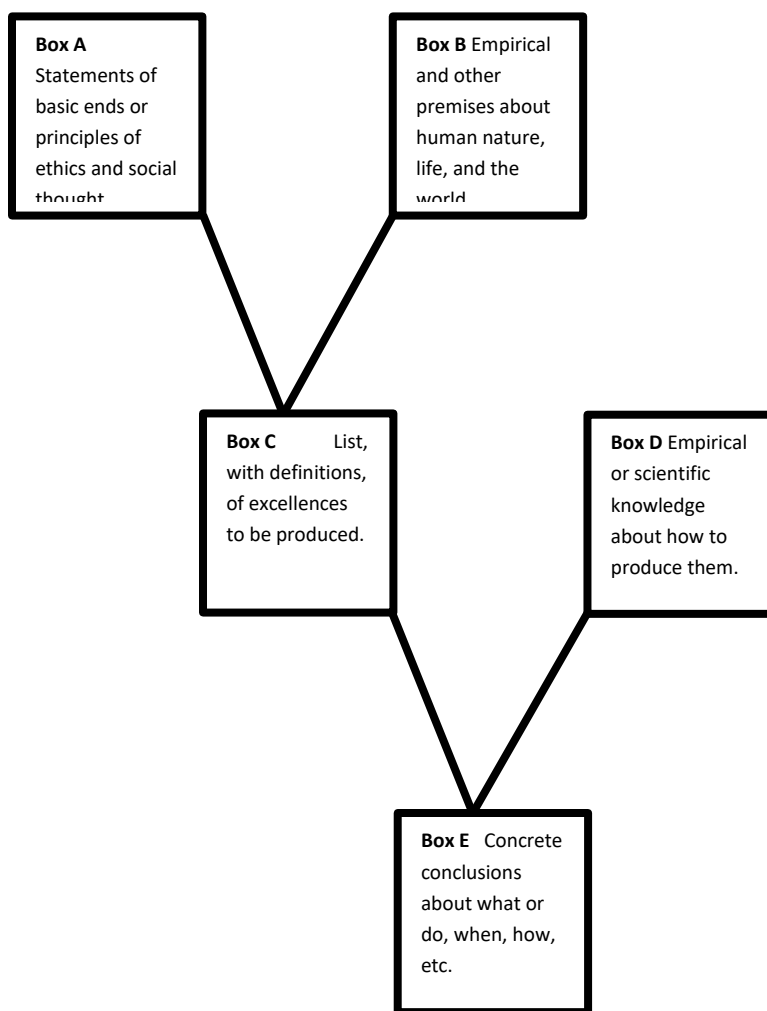 Box A
Statements of
basic ends or
principles of
ethics and social
thought
Box B Empirical
and other
premises about
human nature,
life, and the
world
Box C List,
with definitions,
of excellences
to be produced.
Box D Empirical
or scientific
knowledge
about how to
produce them.
Box E Concrete
conclusions
about what or
do, when, how,
etc.